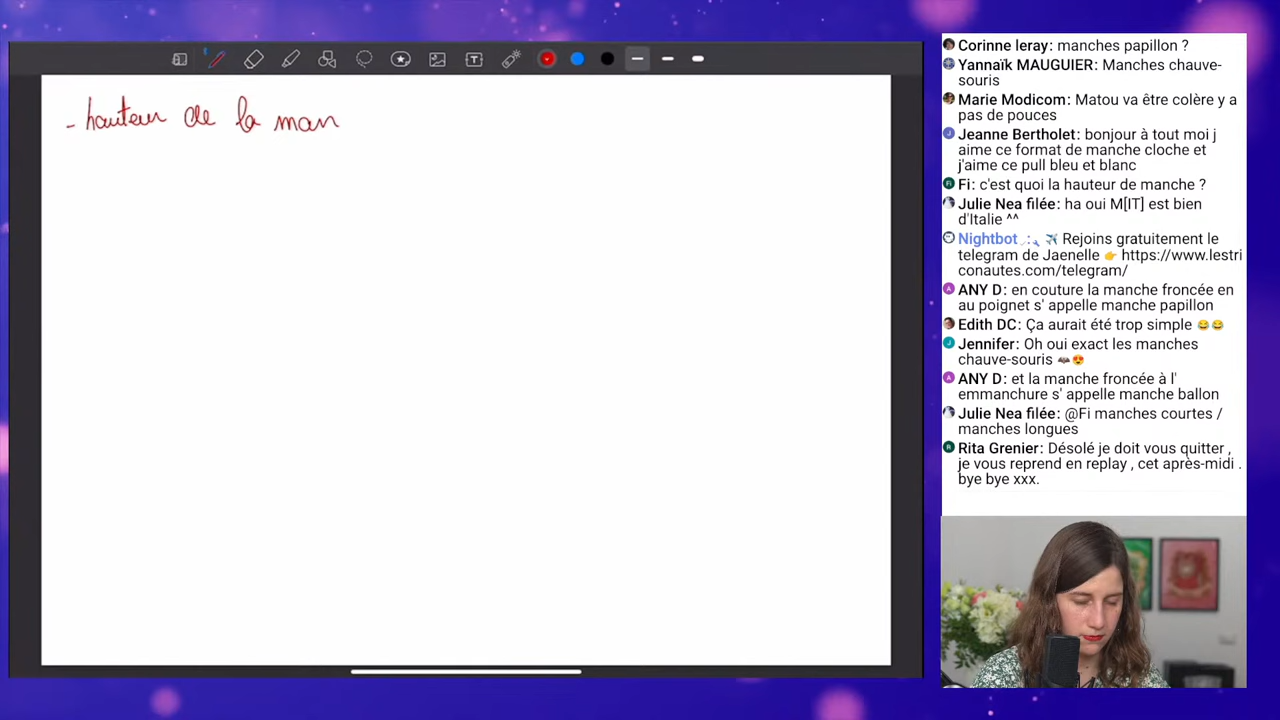 - hauteur de la man
Corinne leray: manches papillon ?
Yannaïk MAUGUIER: Manches chauve-
souris
Marie Modicom: Matou va être colère y a
pas de pouces
Jeanne Bertholet: bonjour à tout moi j
aime ce format de manche cloche et
j'aime ce pull bleu et blanc
Fi: c'est quoi la hauteur de manche ?
Julie Nea filée: ha oui M[IT] est bien
d'Italie ^^
Nightbot ✈️ Rejoins gratuitement le
telegram de Jaenelle 👉 https://www.lestri
conautes.com/telegram/
ANY D: en couture la manche froncée en
au poignet s' appelle manche papillon
Edith DC: Ça aurait été trop simple 😂😂
Jennifer: Oh oui exact les manches
chauve-souris 🦇😍
ANY D: et la manche froncée à l'
emmanchure s' appelle manche ballon
Julie Nea filée: @Fi manches courtes /
manches longues
Rita Grenier: Désolé je doit vous quitter ,
je vous reprend en replay , cet après-midi .
bye bye xxx.